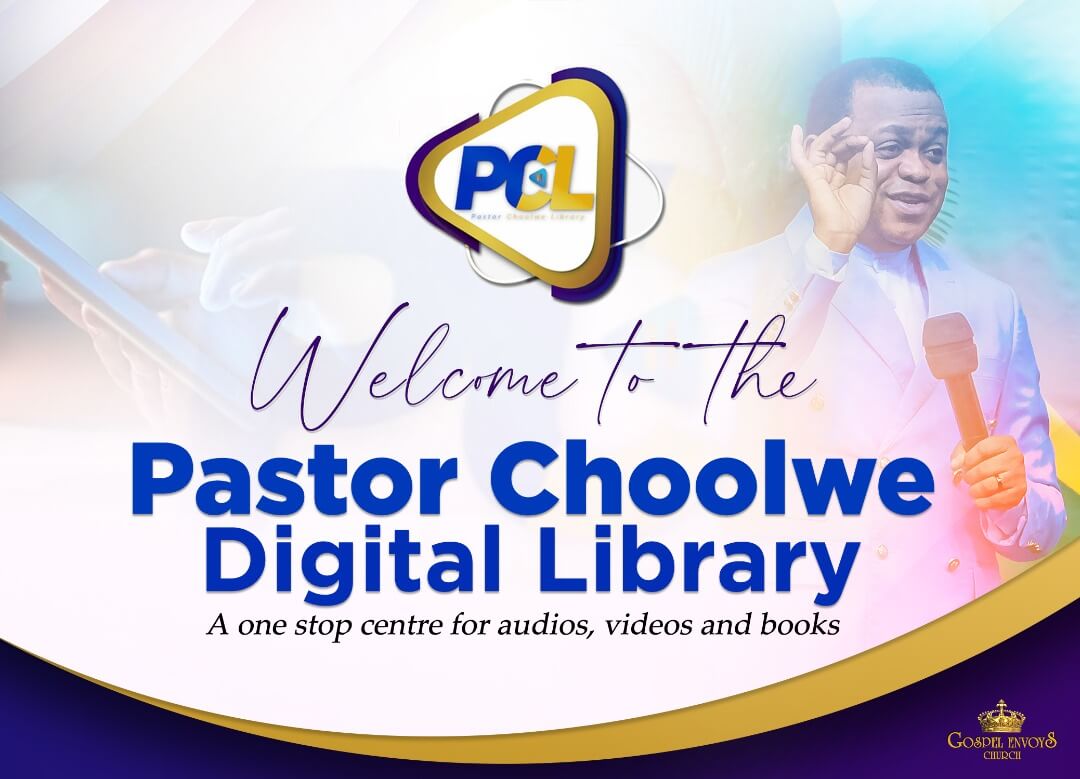 PCL
Pastor Choolwe Library
Welcome to the
Pastor Choolwe
Digital Library
A one stop centre for audios, videos and books
GOSPEL ENVOYS
CHURCH